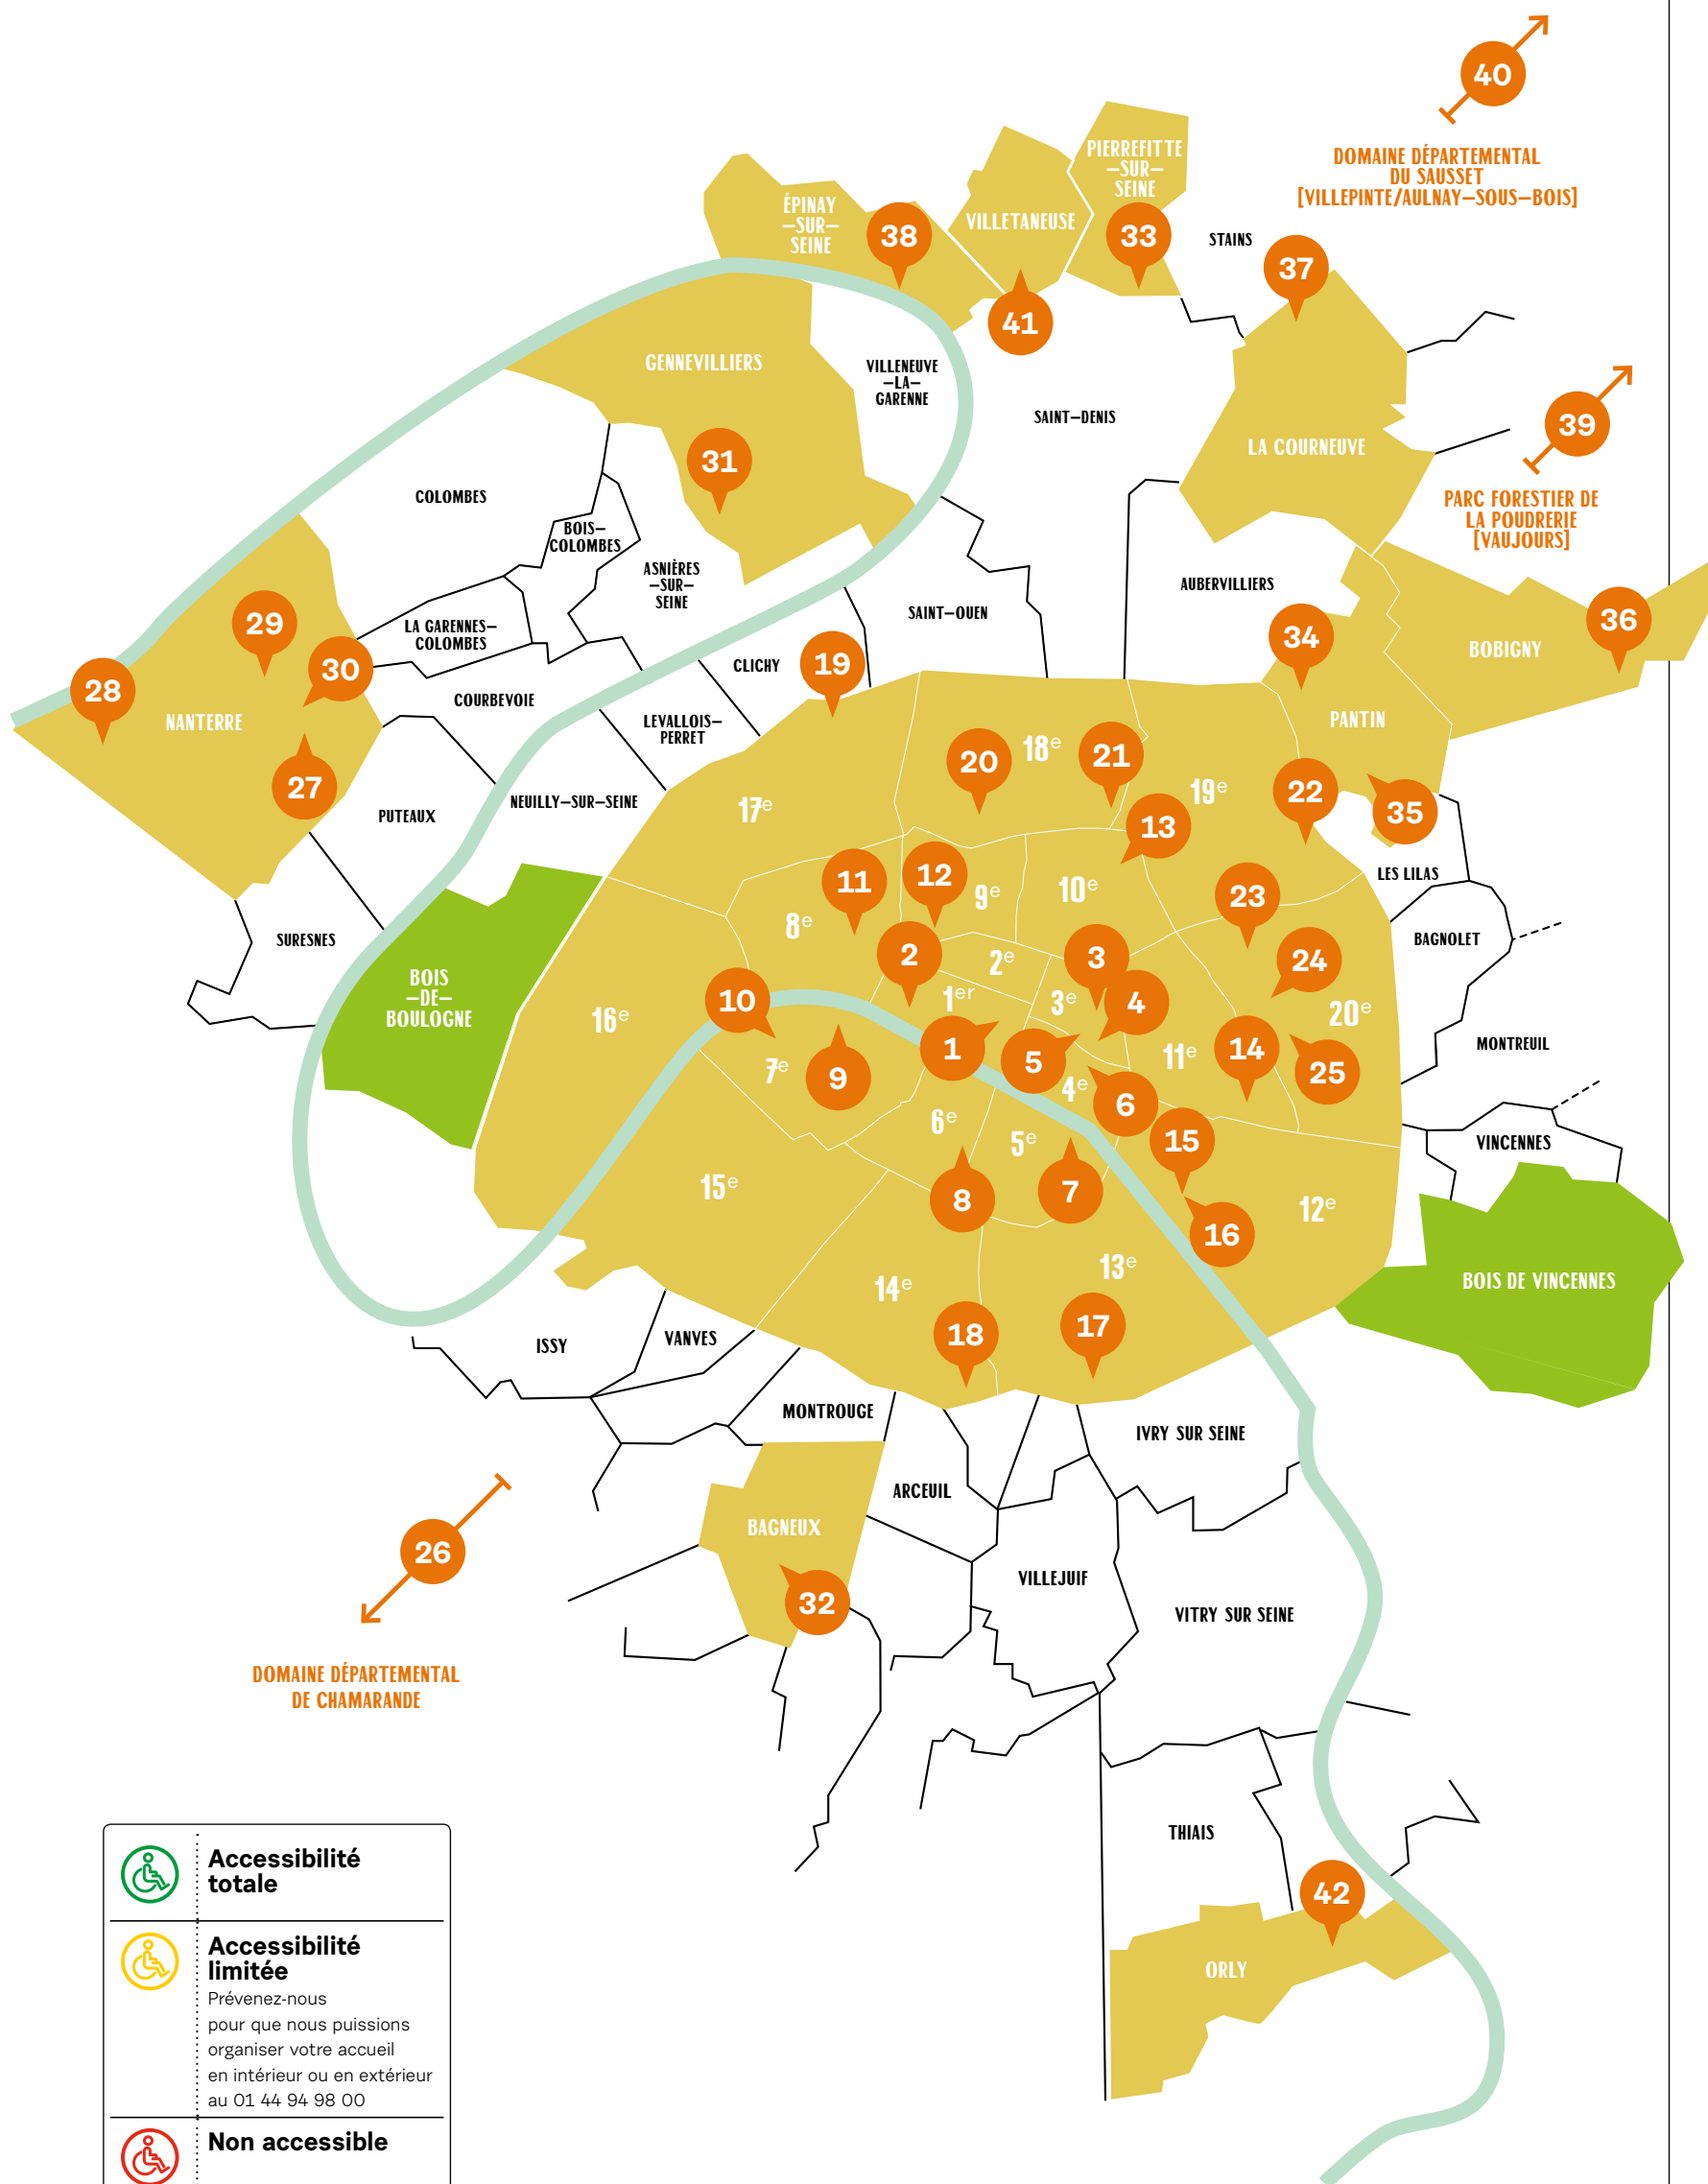 40
DOMAINE DÉPARTEMENTAL
DU SAUSSET
[VILLEPINTE/AULNAY–SOUS–BOIS]
PIERREFITTE
–SUR–
SEINE
33
VILLETANEUSE
41
ÉPINAY
–SUR–
SEINE
38
STAINS
37
GENNEVILLIERS
31
VILLENEUVE
–LA–
GARENNE
SAINT–DENIS
LA COURNEUVE
39
PARC FORESTIER DE
LA POUDRERIE
[VAUJOURS]
COLOMBES
BOIS–
COLOMBES
ASNIÈRES
–SUR–
SEINE
AUBERVILLIERS
SAINT–OUEN
LA GARENNES–
COLOMBES
29
30
28
NANTERRE
27
34
36
BOBIGNY
PANTIN
CLICHY
19
COURBEVOIE
LEVALLOIS–
PERRET
NEUILLY–SUR–SEINE
PUTEAUX
17e
20
18e
21
19e
22
35
13
LES LILAS
11
12
9e
10e
23
8e
2
2e
3
24
BAGNOLET
SURESNES
BOIS
–DE–
BOULOGNE
16e
10
1er
3e
4
20e
1
5
11e
14
25
MONTREUIL
7e
9
4e
6
6e
5e
15
VINCENNES
15e
8
7
16
12e
14e
13e
BOIS DE VINCENNES
18
17
ISSY
VANVES
MONTROUGE
IVRY SUR SEINE
ARCEUIL
BAGNEUX
32
26
DOMAINE DÉPARTEMENTAL
DE CHAMARANDE
VILLEJUIF
VITRY SUR SEINE
THIAIS
42
ORLY
Accessibilité
totale
Accessibilité
limitée
Prévenez-nous
pour que nous puissions
organiser votre accueil
en intérieur ou en extérieur
au 01 44 94 98 00
Non accessible